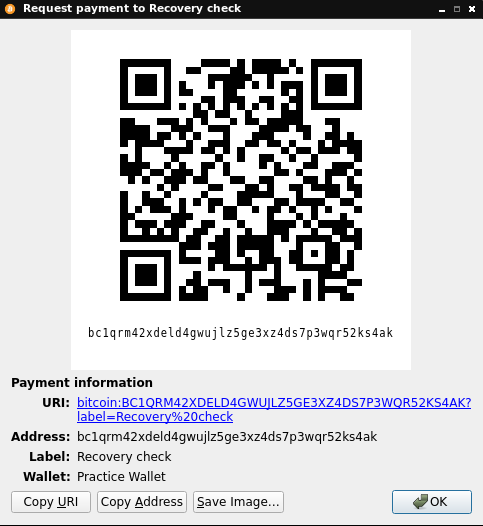 Request payment to Recovery check
bc1qrm42xdeld4gwujlz5ge3xz4ds7p3wqr52ks4ak
Payment information
URI: bitcoin:BC1QRM42XDELD4GWUJLZ5GE3XZ4DS7P3WQR52KS4AK?
label=Recovery%20check
Address: bc1qrm42xdeld4gwujlz5ge3xz4ds7p3wqr52ks4ak
Label: Recovery check
Wallet: Practice Wallet
Copy URI Copy Address Save Image... OK